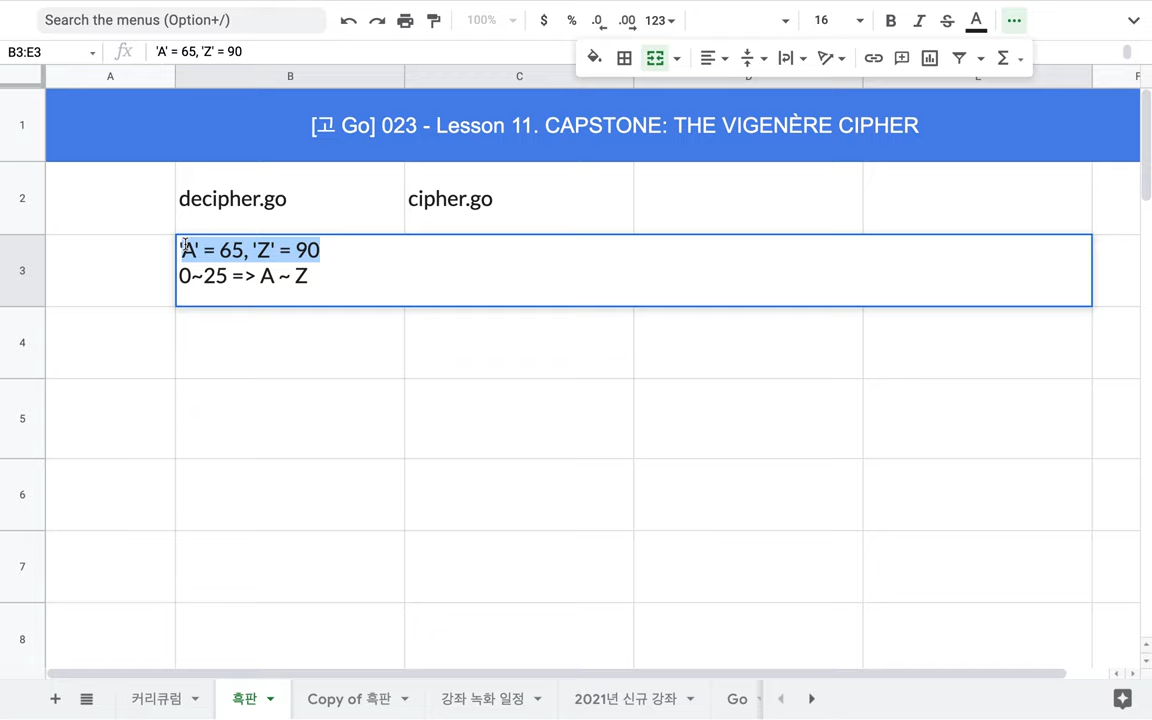 Search the menus (Option+/)
100%
$ % .0 .00 123
16
B I S A
B3:E3 fx 'A' = 65, 'Z' = 90
A B C D E F
1 [고 Go] 023 - Lesson 11. CAPSTONE: THE VIGENÈRE CIPHER
2 decipher.go cipher.go
3 'A' = 65, 'Z' = 90
0~25 => A ~ Z
4
5
6
7
8
커리큘럼 흑판 Copy of 흑판 강좌 녹화 일정 2021년 신규 강좌 Go